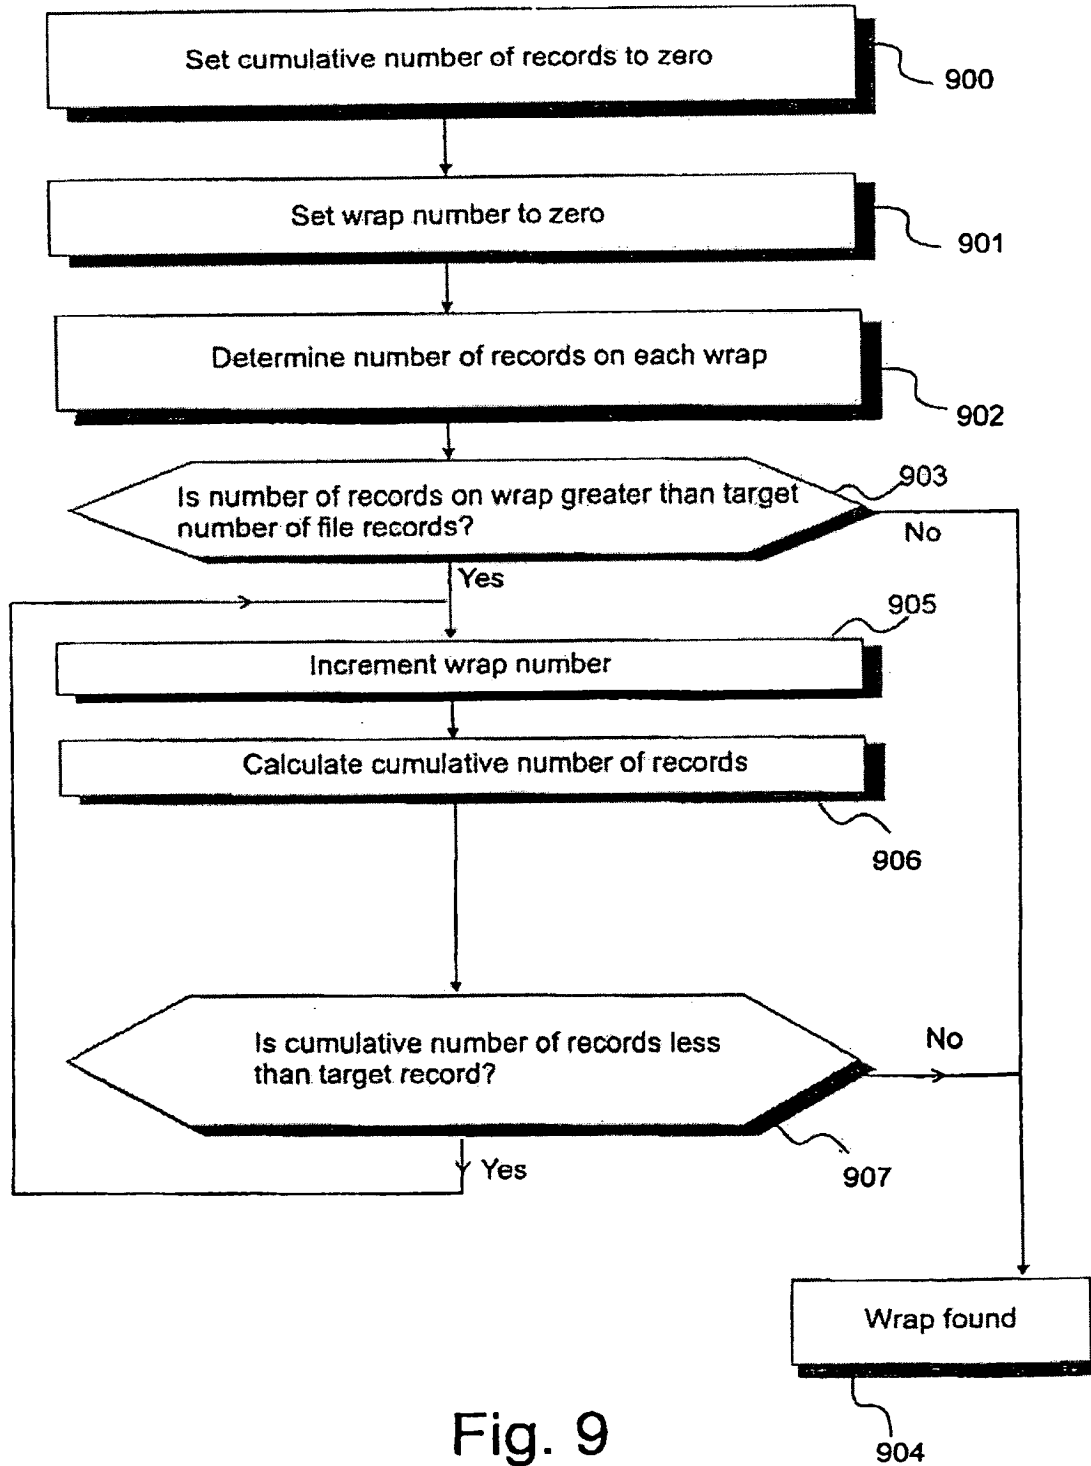 Set cumulative number of records to zero
900
Set wrap number to zero
901
Determine number of records on each wrap
902
903
Is number of records on wrap greater than target
number of file records?
No
Yes
905
Increment wrap number
Calculate cumulative number of records
906
Is cumulative number of records less
than target record?
No
Yes
907
Wrap found
904
Fig. 9